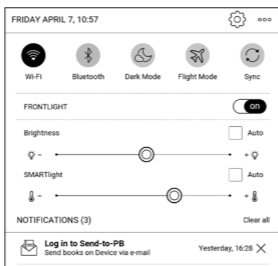 FRIDAY APRIL 7, 10:57
Wi-Fi Bluetooth Dark Mode Flight Mode Sync
FRONTLIGHT on
Brightness Auto
SMARTlight Auto
NOTIFICATIONS (3) Clear all
Log in to Send-to-PB
Send books on Device via e-mail Yesterday, 16:28